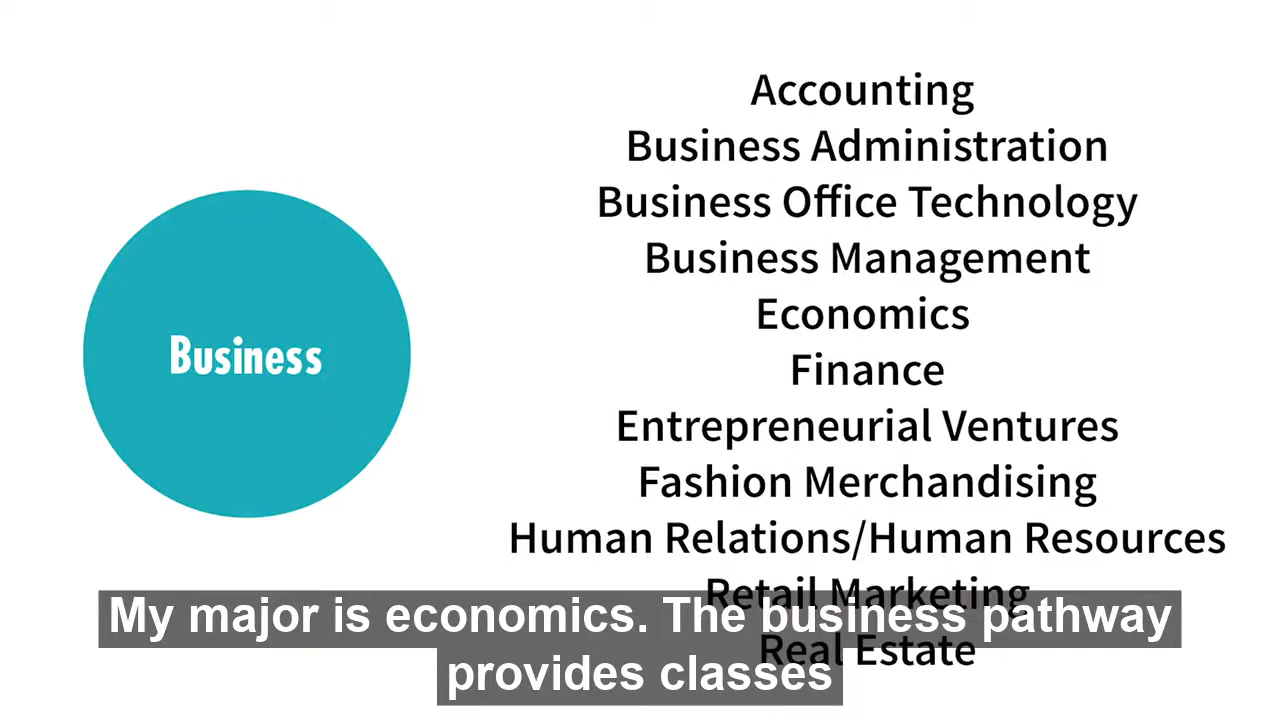 Business
Accounting
Business Administration
Business Office Technology
Business Management
Economics
Finance
Entrepreneurial Ventures
Fashion Merchandising
Human Relations/Human Resources
Retail Marketing
Real Estate
My major is economics. The business pathway
provides classes